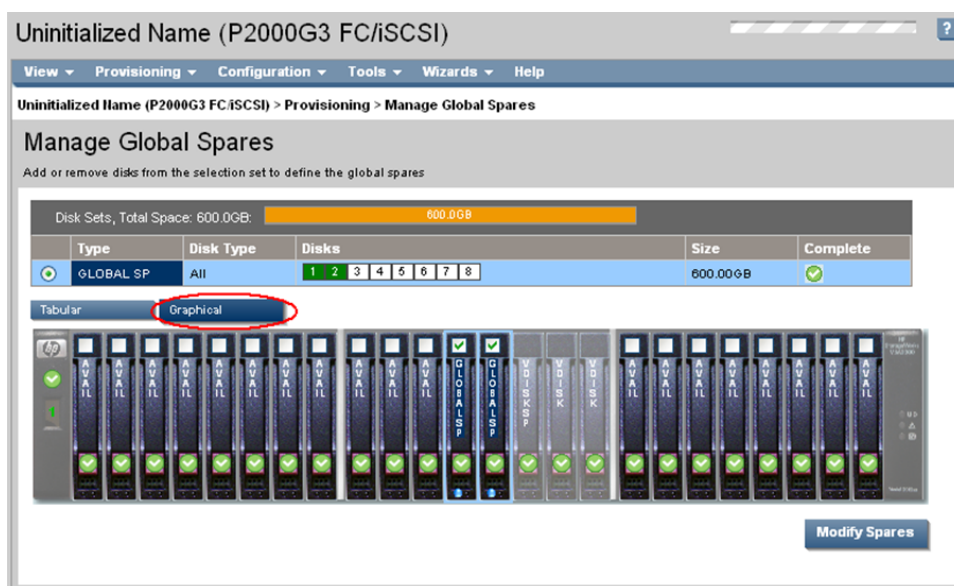 Uninitialized Name (P2000G3 FC/iSCSI)
?
View Provisioning Configuration Tools Wizards Help
Uninitialized Name (P2000G3 FC/iSCSI) > Provisioning > Manage Global Spares
Manage Global Spares
Add or remove disks from the selection set to define the global spares
Disk Sets, Total Space: 600.0GB: 600.0GB
Type Disk Type Disks Size Complete
GLOBAL SP All 1 2 3 4 5 6 7 8 600.00GB
Tabular Graphical
hp
AVAIL AVAIL AVAIL AVAIL AVAIL AVAIL AVAIL AVAIL AVAIL AVAIL AVAIL GLOBALSP GLOBALSP VDISKSP VDISK VDISK AVAIL AVAIL AVAIL AVAIL AVAIL AVAIL AVAIL AVAIL
Modify Spares